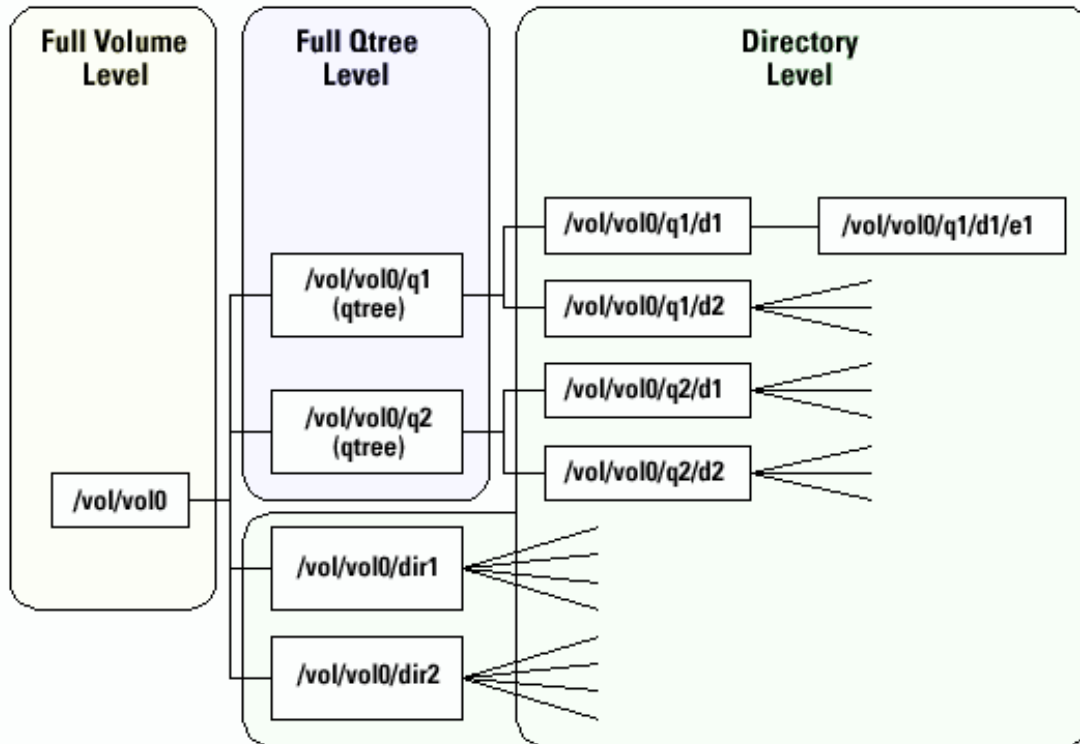 Full Volume
Level
Full Qtree
Level
Directory
Level
/vol/vol0
/vol/vol0/q1
(qtree)
/vol/vol0/q2
(qtree)
/vol/vol0/dir1
/vol/vol0/dir2
/vol/vol0/q1/d1
/vol/vol0/q1/d1/e1
/vol/vol0/q1/d2
/vol/vol0/q2/d1
/vol/vol0/q2/d2